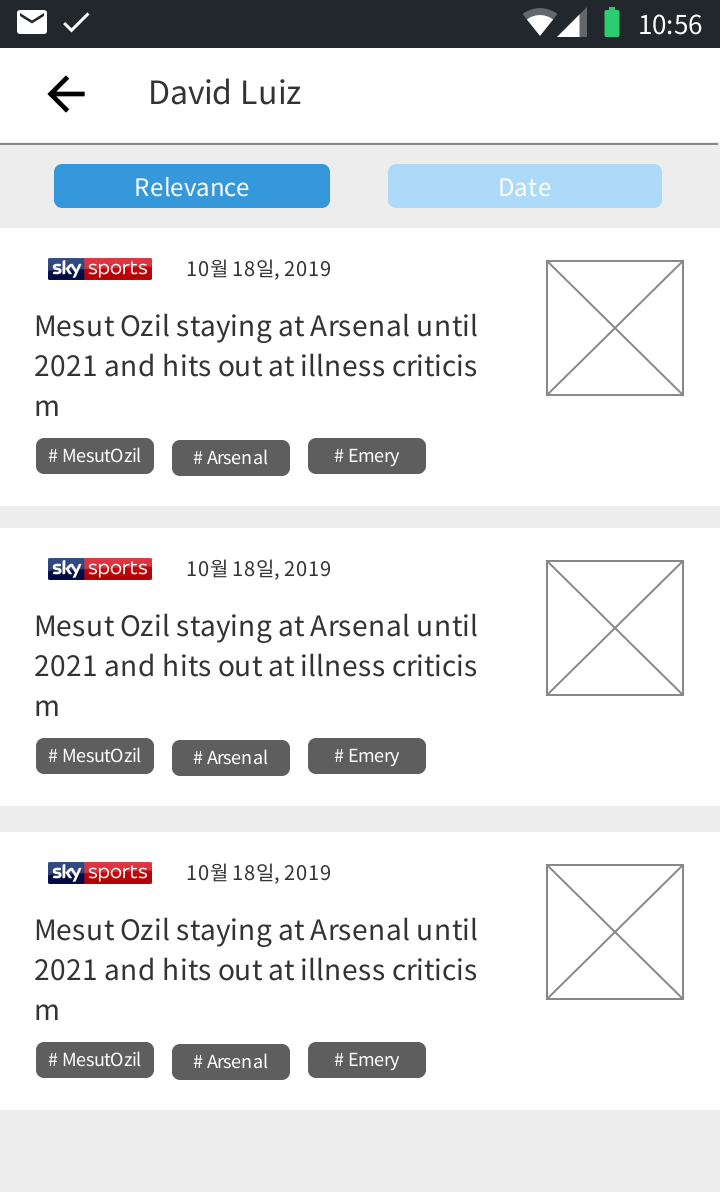 10:56
David Luiz
Relevance Date
sky sports 10월 18일, 2019
Mesut Ozil staying at Arsenal until
2021 and hits out at illness criticis
m
# MesutOzil # Arsenal # Emery
sky sports 10월 18일, 2019
Mesut Ozil staying at Arsenal until
2021 and hits out at illness criticis
m
# MesutOzil # Arsenal # Emery
sky sports 10월 18일, 2019
Mesut Ozil staying at Arsenal until
2021 and hits out at illness criticis
m
# MesutOzil # Arsenal # Emery